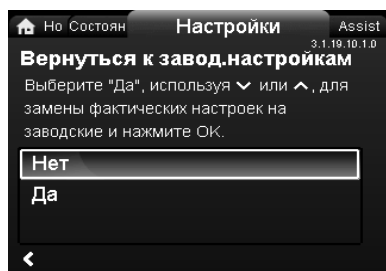 Но Состоян Настройки Assist
3.1.19.10.1.0
Вернуться к завод.настройкам
Выберите "Да", используя или , для
замены фактических настроек на
заводские и нажмите OK.
Нет
Да